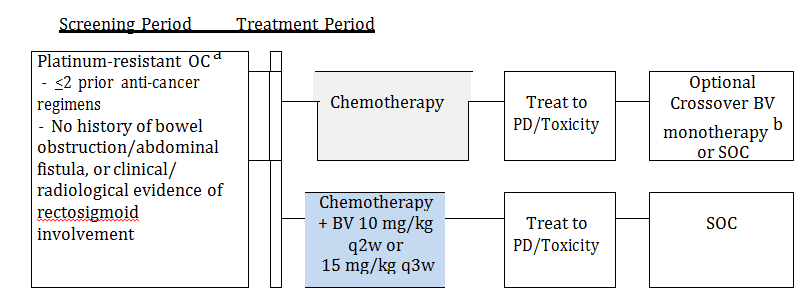 Screening Period Treatment Period
Platinum-resistant OC a
- ≤2 prior anti-cancer
regimens
- No history of bowel
obstruction/abdominal
fistula, or clinical/
radiological evidence of
rectosigmoid
involvement
Chemotherapy
Treat to
PD/Toxicity
Optional
Crossover BV
monotherapy b
or SOC
Chemotherapy
+ BV 10 mg/kg
q2w or
15 mg/kg q3w
Treat to
PD/Toxicity
SOC